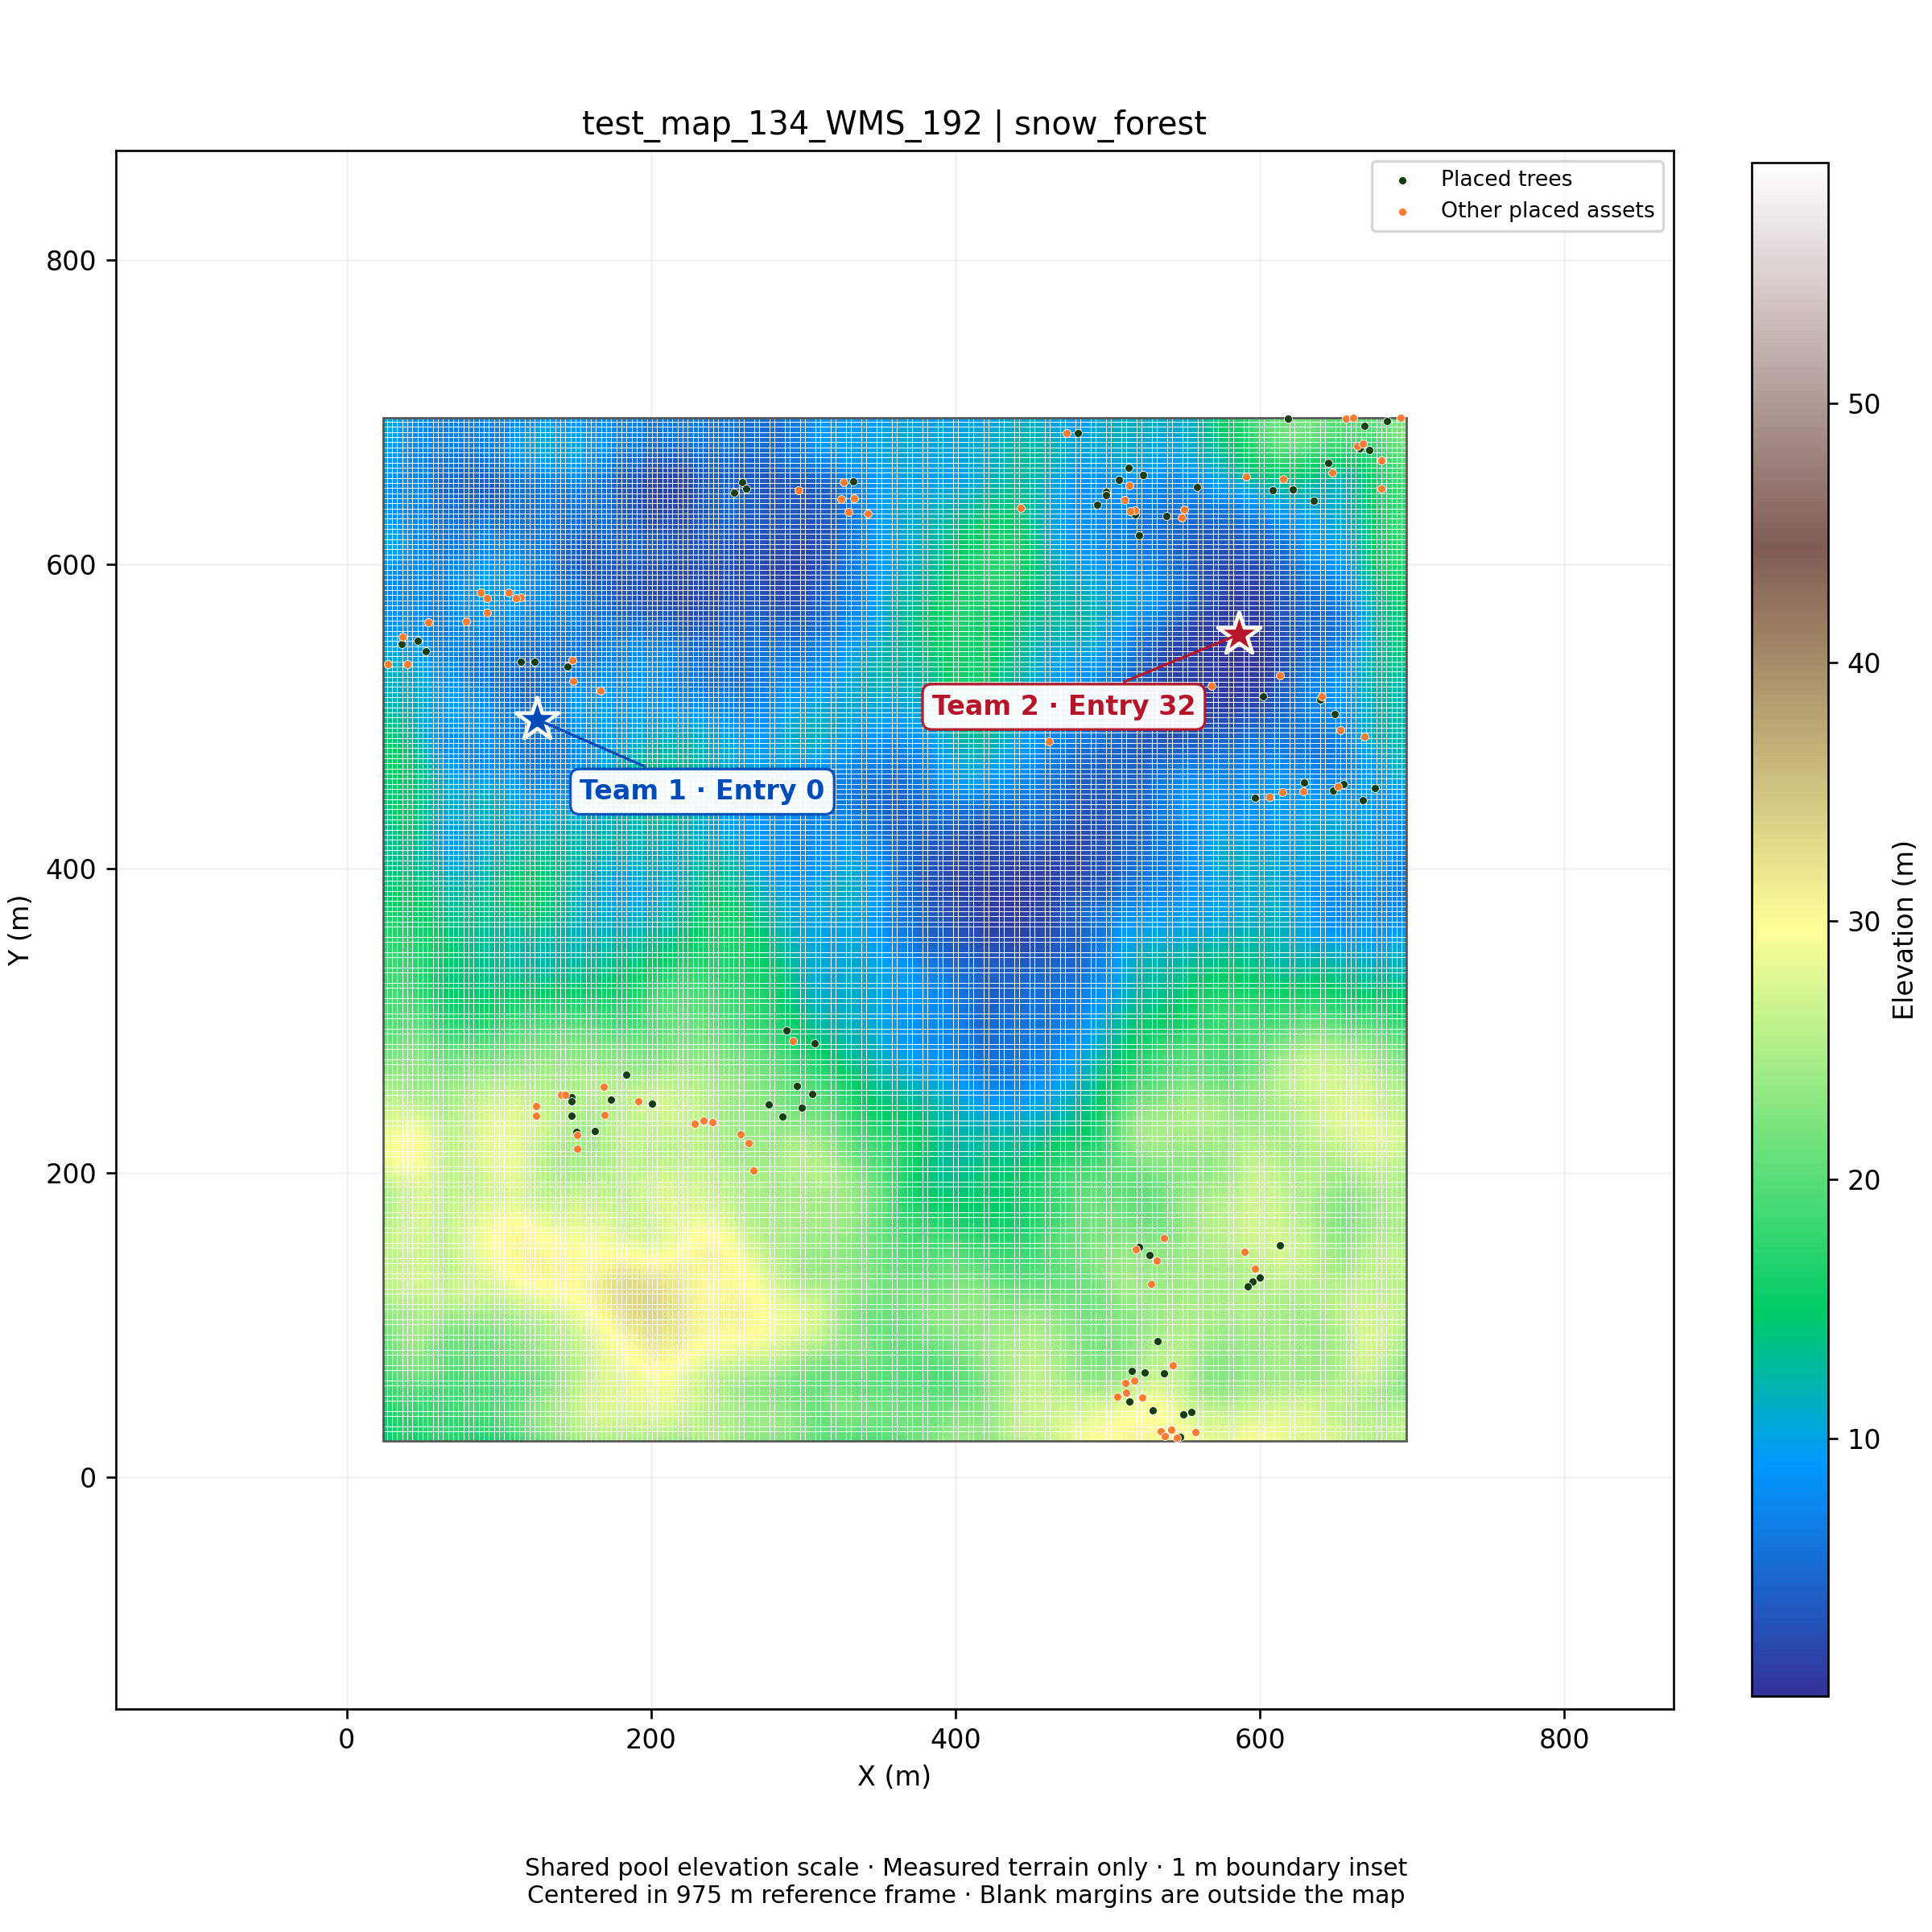 test_map_134_WMS_192 | snow_forest
Placed trees
Other placed assets
800
600
400
200
0
Y (m)
0
200
400
600
800
X (m)
Team 1 · Entry 0
Team 2 · Entry 32
50
40
30
20
10
Elevation (m)
Shared pool elevation scale · Measured terrain only · 1 m boundary inset
Centered in 975 m reference frame · Blank margins are outside the map